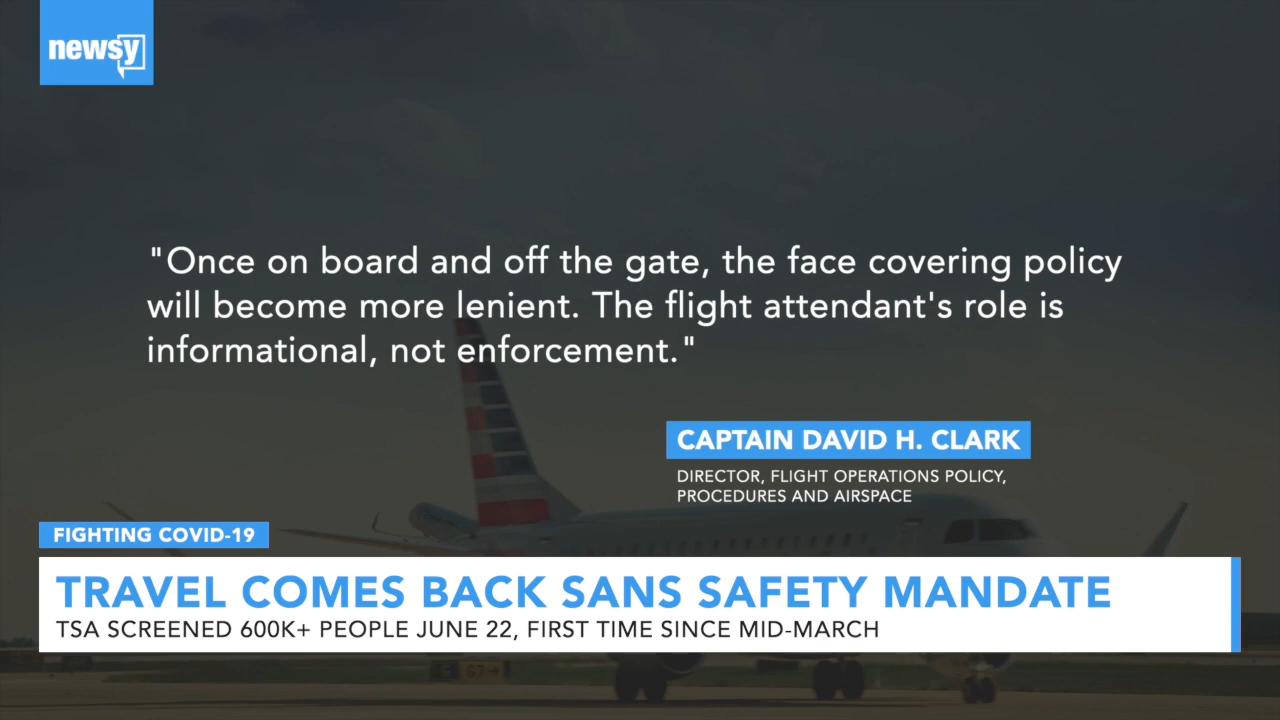 newsy
"Once on board and off the gate, the face covering policy
will become more lenient. The flight attendant's role is
informational, not enforcement."
CAPTAIN DAVID H. CLARK
DIRECTOR, FLIGHT OPERATIONS POLICY,
PROCEDURES AND AIRSPACE
FIGHTING COVID-19
TRAVEL COMES BACK SANS SAFETY MANDATE
TSA SCREENED 600K+ PEOPLE JUNE 22, FIRST TIME SINCE MID-MARCH
67→